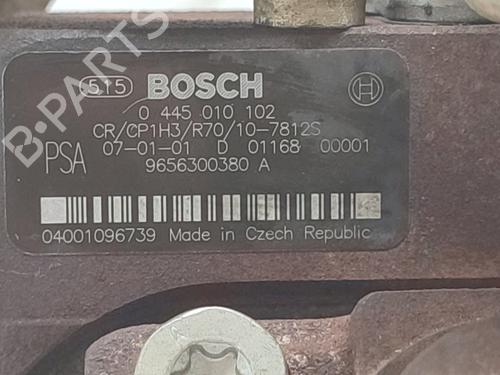 515 BOSCH
0 445 010 102
CR/CP1H3/R70/10-7812S
PSA 07-01-01 D 01168 00001
9656300380 A
04001096739 Made in Czech Republic
B-PARTS